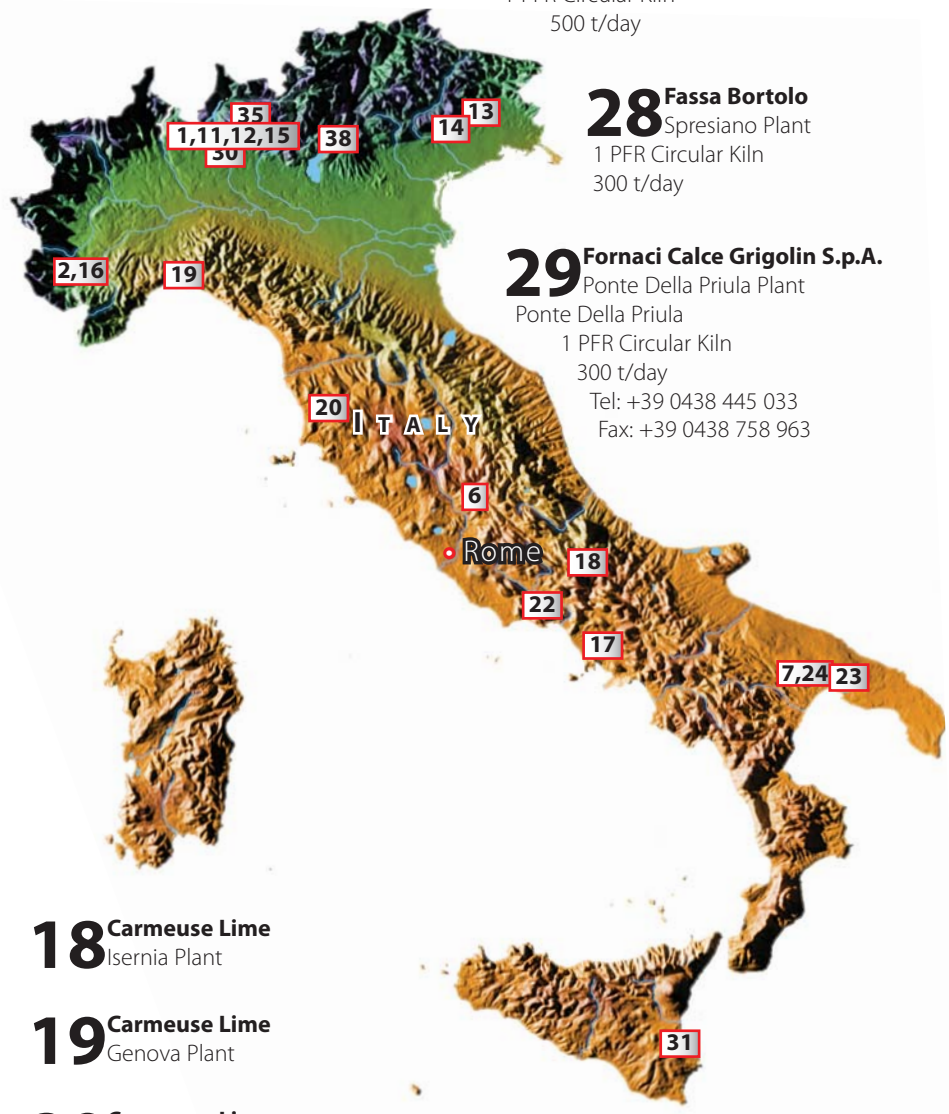 500 t/day
28 Fassa Bortolo
Spresiano Plant
1 PFR Circular Kiln
300 t/day
29 Fornaci Calce Grigolin S.p.A.
Ponte Della Priula Plant
Ponte Della Priula
1 PFR Circular Kiln
300 t/day
Tel: +39 0438 445 033
Fax: +39 0438 758 963
35
13
1,11,12,15
14
38
30
2,16
19
20
ITALY
6
Rome
18
22
17
7,24
23
31
18 Carmeuse Lime
Isernia Plant
19 Carmeuse Lime
Genova Plant